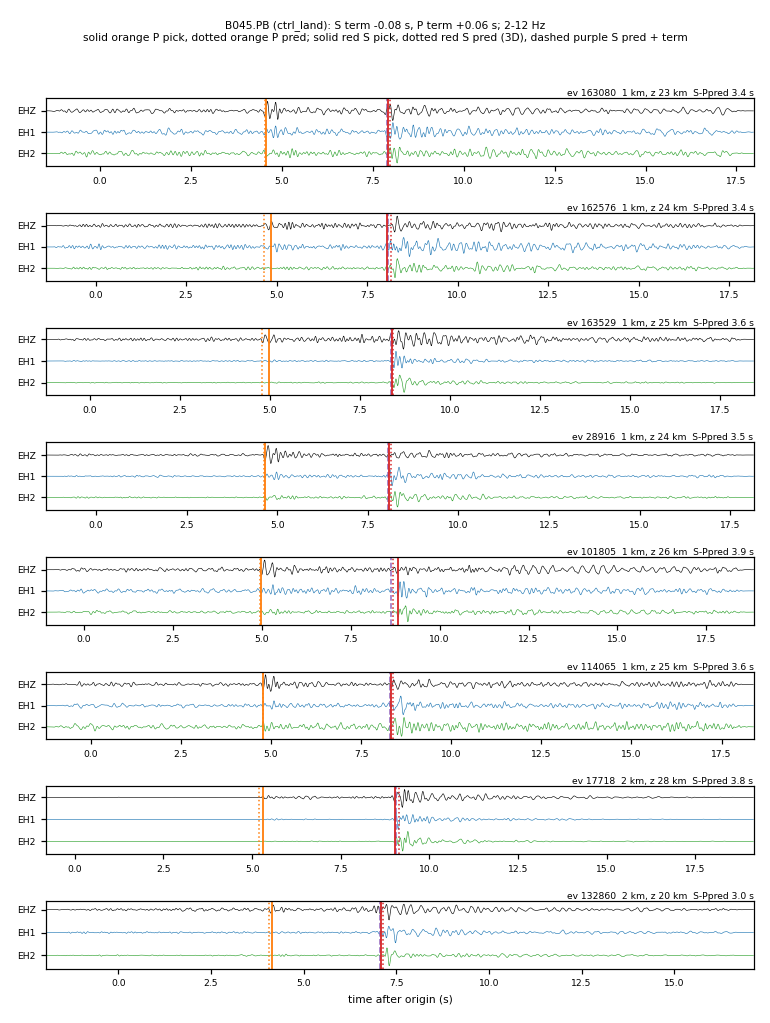 B045.PB (ctrl_land): S term -0.08 s, P term +0.06 s; 2-12 Hz
solid orange P pick, dotted orange P pred; solid red S pick, dotted red S pred (3D), dashed purple S pred + term
ev 163080  1 km, z 23 km  S-Ppred 3.4 s
EHZ
EH1
EH2
0.0 2.5 5.0 7.5 10.0 12.5 15.0 17.5
ev 162576  1 km, z 24 km  S-Ppred 3.4 s
EHZ
EH1
EH2
0.0 2.5 5.0 7.5 10.0 12.5 15.0 17.5
ev 163529  1 km, z 25 km  S-Ppred 3.6 s
EHZ
EH1
EH2
0.0 2.5 5.0 7.5 10.0 12.5 15.0 17.5
ev 28916  1 km, z 24 km  S-Ppred 3.5 s
EHZ
EH1
EH2
0.0 2.5 5.0 7.5 10.0 12.5 15.0 17.5
ev 101805  1 km, z 26 km  S-Ppred 3.9 s
EHZ
EH1
EH2
0.0 2.5 5.0 7.5 10.0 12.5 15.0 17.5
ev 114065  1 km, z 25 km  S-Ppred 3.6 s
EHZ
EH1
EH2
0.0 2.5 5.0 7.5 10.0 12.5 15.0 17.5
ev 17718  2 km, z 28 km  S-Ppred 3.8 s
EHZ
EH1
EH2
0.0 2.5 5.0 7.5 10.0 12.5 15.0 17.5
ev 132860  2 km, z 20 km  S-Ppred 3.0 s
EHZ
EH1
EH2
0.0 2.5 5.0 7.5 10.0 12.5 15.0
time after origin (s)